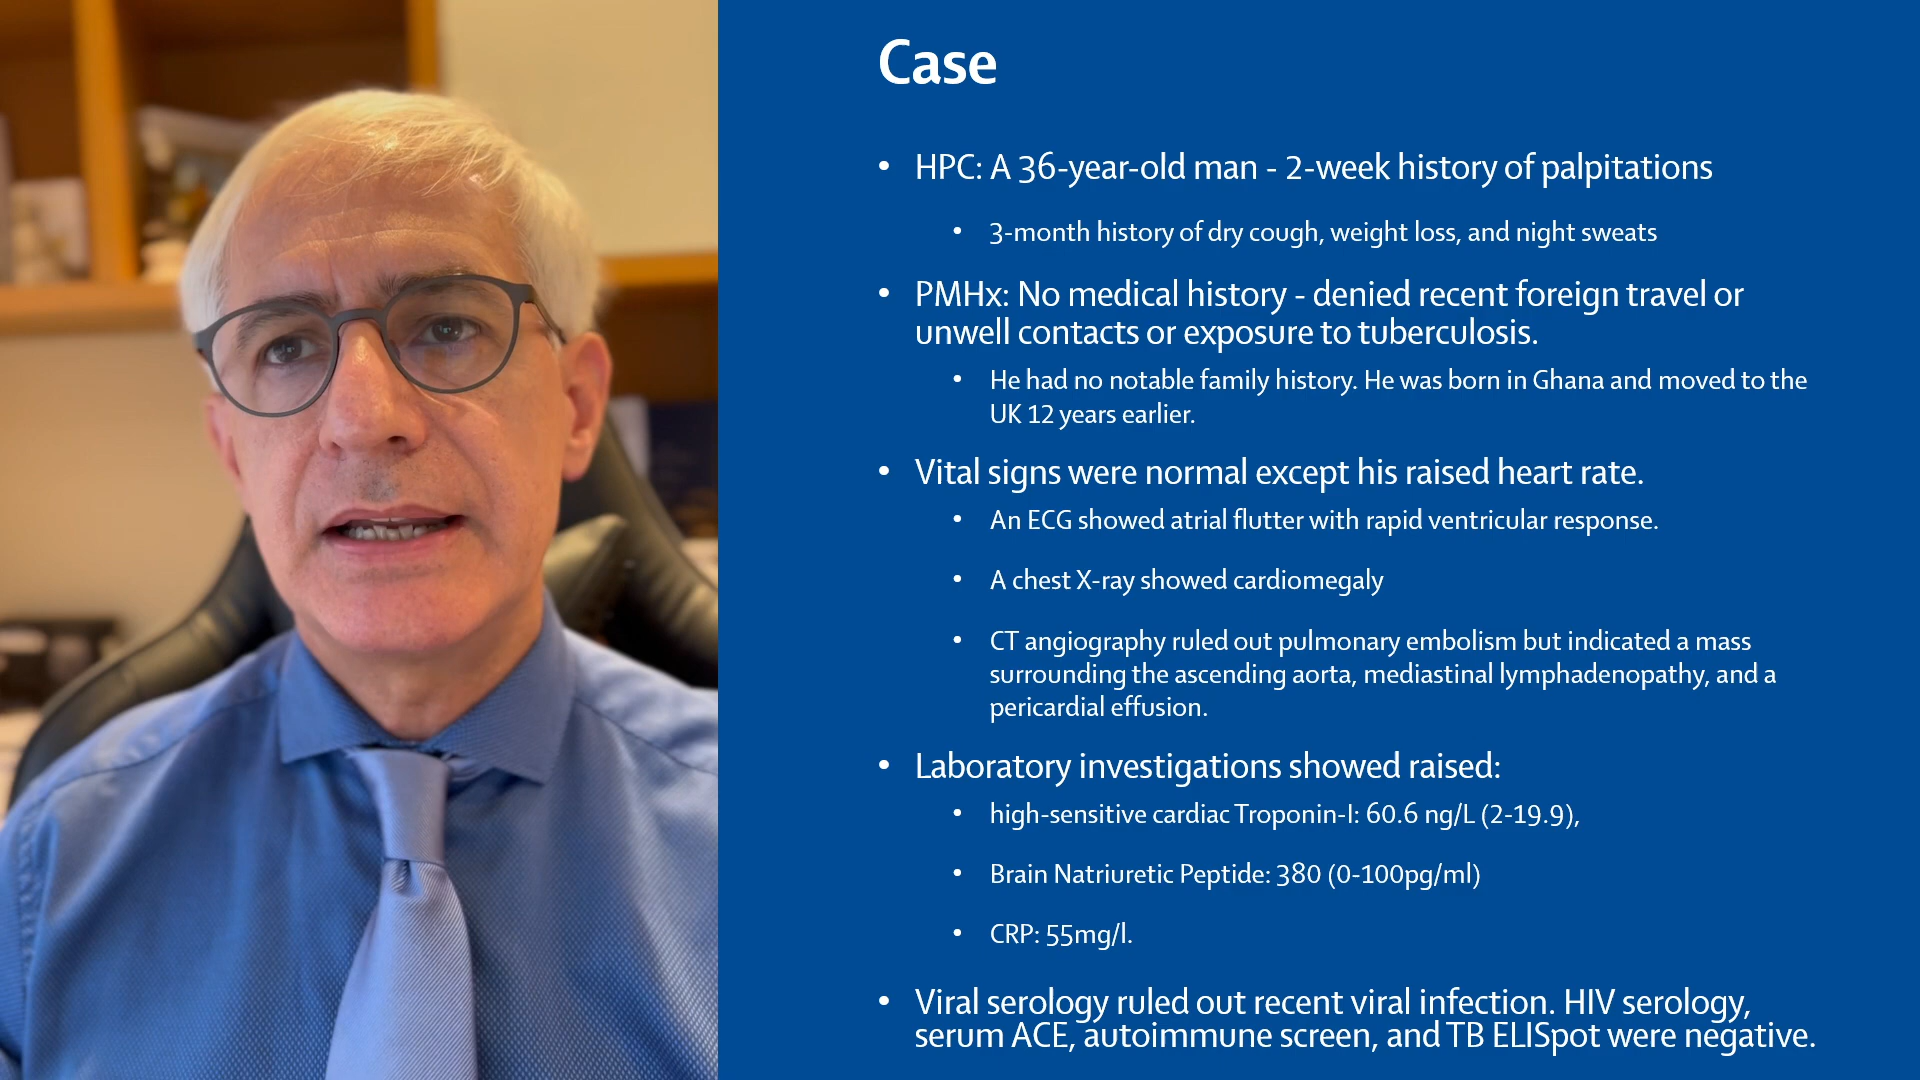 Case
• HPC: A 36-year-old man - 2-week history of palpitations
• 3-month history of dry cough, weight loss, and night sweats
• PMHx: No medical history - denied recent foreign travel or
unwell contacts or exposure to tuberculosis.
• He had no notable family history. He was born in Ghana and moved to the
UK 12 years earlier.
• Vital signs were normal except his raised heart rate.
• An ECG showed atrial flutter with rapid ventricular response.
• A chest X-ray showed cardiomegaly
• CT angiography ruled out pulmonary embolism but indicated a mass
surrounding the ascending aorta, mediastinal lymphadenopathy, and a
pericardial effusion.
• Laboratory investigations showed raised:
• high-sensitive cardiac Troponin-I: 60.6 ng/L (2-19.9),
• Brain Natriuretic Peptide: 380 (0-100pg/ml)
• CRP: 55mg/l.
• Viral serology ruled out recent viral infection. HIV serology,
serum ACE, autoimmune screen, and TB ELISpot were negative.